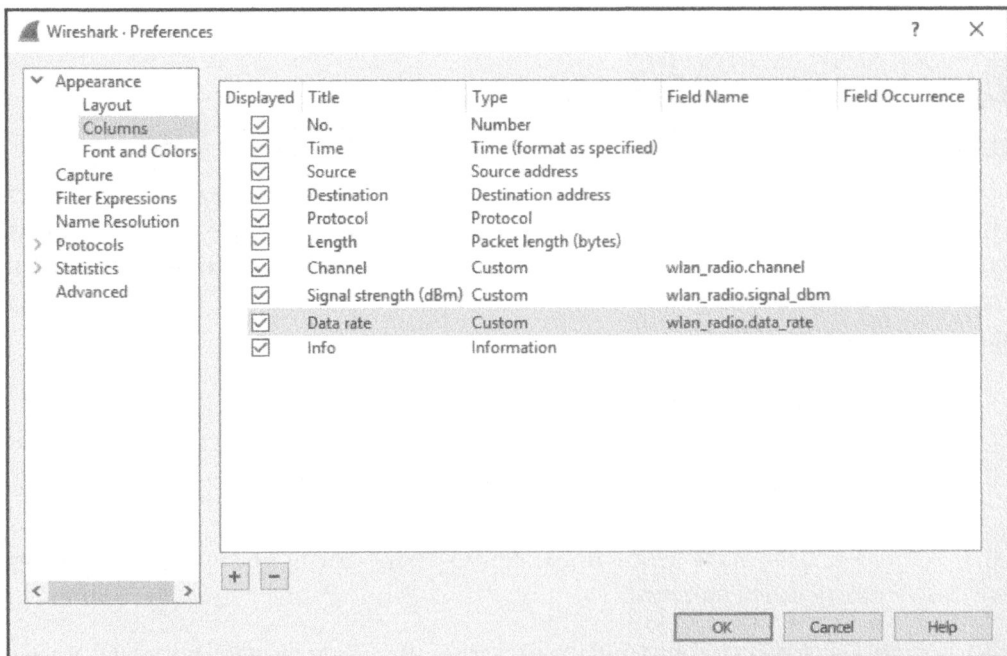 Wireshark · Preferences
? ×
Appearance
Layout
Columns
Font and Colors
Capture
Filter Expressions
Name Resolution
Protocols
Statistics
Advanced
Displayed Title Type Field Name Field Occurrence
No. Number
Time Time (format as specified)
Source Source address
Destination Destination address
Protocol Protocol
Length Packet length (bytes)
Channel Custom wlan_radio.channel
Signal strength (dBm) Custom wlan_radio.signal_dbm
Data rate Custom wlan_radio.data_rate
Info Information
+ −
OK Cancel Help